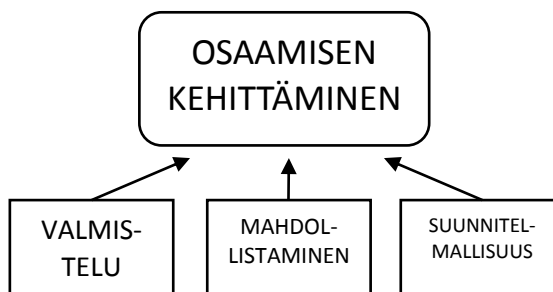 OSAAMISEN
KEHITTÄMINEN
VALMIS-
TELU
MAHDOL-
LISTAMINEN
SUUNNITEL-
MALLISUUS